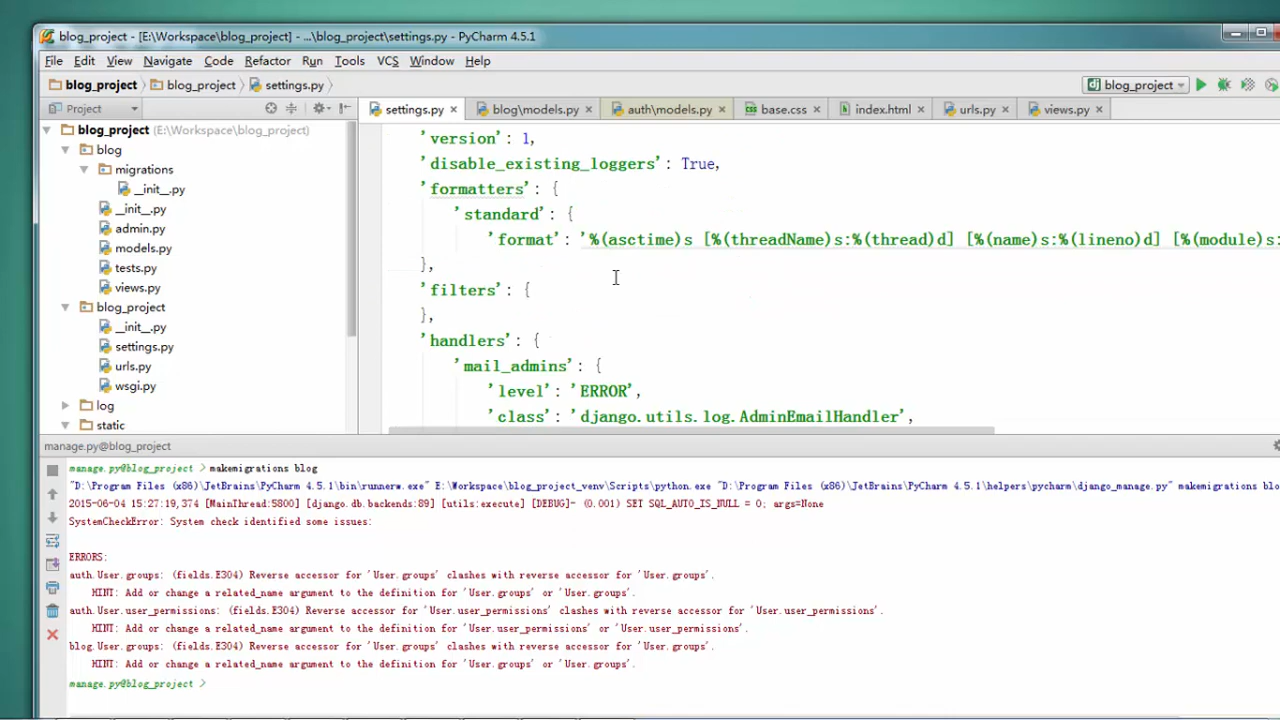 blog_project - [E:\Workspace\blog_project] - ...\blog_project\settings.py - PyCharm 4.5.1
File Edit View Navigate Code Refactor Run Tools VCS Window Help
blog_project blog_project settings.py blog_project
Project settings.py blog\models.py auth\models.py base.css index.html urls.py views.py
blog_project (E:\Workspace\blog_project)
blog
migrations
__init__.py
__init__.py
admin.py
models.py
tests.py
views.py
blog_project
__init__.py
settings.py
urls.py
wsgi.py
log
static
'version': 1,
'disable_existing_loggers': True,
'formatters': {
'standard': {
'format': '%(asctime)s [%(threadName)s:%(thread)d] [%(name)s:%(lineno)d] [%(module)s:
},
'filters': {
},
'handlers': {
'mail_admins': {
'level': 'ERROR',
'class': 'django.utils.log.AdminEmailHandler',
manage.py@blog_project
manage.py@blog_project > makemigrations blog
"D:\Program Files (x86)\JetBrains\PyCharm 4.5.1\bin\runnerw.exe" E:\Workspace\blog_project_venv\Scripts\python.exe "D:\Program Files (x86)\JetBrains\PyCharm 4.5.1\helpers\pycharm\django_manage.py" makemigrations blo
2015-06-04 15:27:19,374 [MainThread:5800] [django.db.backends:89] [utils:execute] [DEBUG]- (0.001) SET SQL_AUTO_IS_NULL = 0; args=None
SystemCheckError: System check identified some issues:
ERRORS:
auth.User.groups: (fields.E304) Reverse accessor for 'User.groups' clashes with reverse accessor for 'User.groups'.
HINT: Add or change a related_name argument to the definition for 'User.groups' or 'User.groups'.
auth.User.user_permissions: (fields.E304) Reverse accessor for 'User.user_permissions' clashes with reverse accessor for 'User.user_permissions'.
HINT: Add or change a related_name argument to the definition for 'User.user_permissions' or 'User.user_permissions'.
blog.User.groups: (fields.E304) Reverse accessor for 'User.groups' clashes with reverse accessor for 'User.groups'.
HINT: Add or change a related_name argument to the definition for 'User.groups' or 'User.groups'.
manage.py@blog_project >